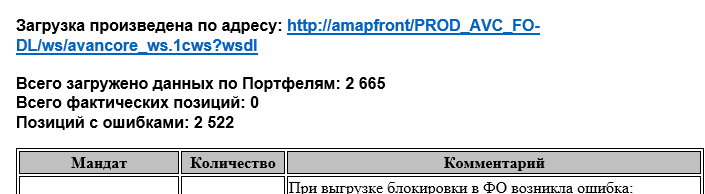 Загрузка произведена по адресу: http://amapfront/PROD_AVC_FO-
DL/ws/avancore_ws.1cws?wsdl
Всего загружено данных по Портфелям: 2 665
Всего фактических позиций: 0
Позиций с ошибками: 2 522
Мандат Количество Комментарий
При выгрузке блокировки в ФО возникла ошибка: